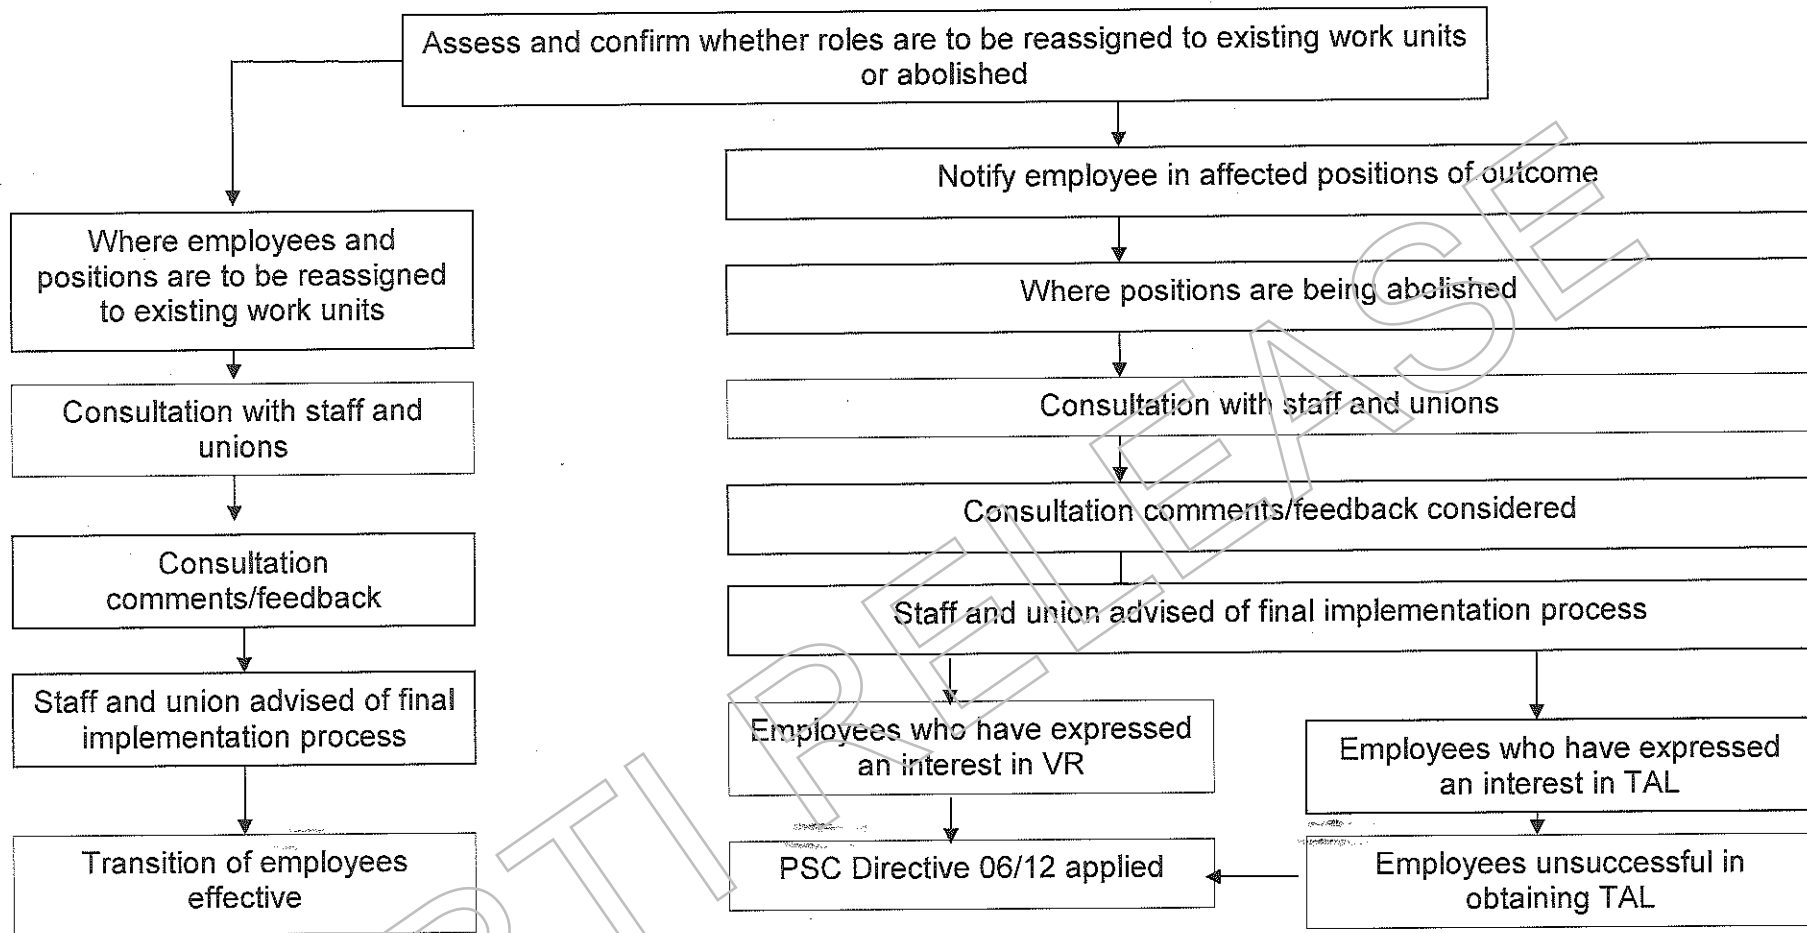 Assess and confirm whether roles are to be reassigned to existing work units
or abolished
Where employees and
positions are to be reassigned
to existing work units
Consultation with staff and
unions
Consultation
comments/feedback
Staff and union advised of final
implementation process
Transition of employees
effective
Notify employee in affected positions of outcome
Where positions are being abolished
Consultation with staff and unions
Consultation comments/feedback considered
Staff and union advised of final implementation process
Employees who have expressed
an interest in VR
PSC Directive 06/12 applied
Employees who have expressed
an interest in TAL
Employees unsuccessful in
obtaining TAL
RTI RELEASE